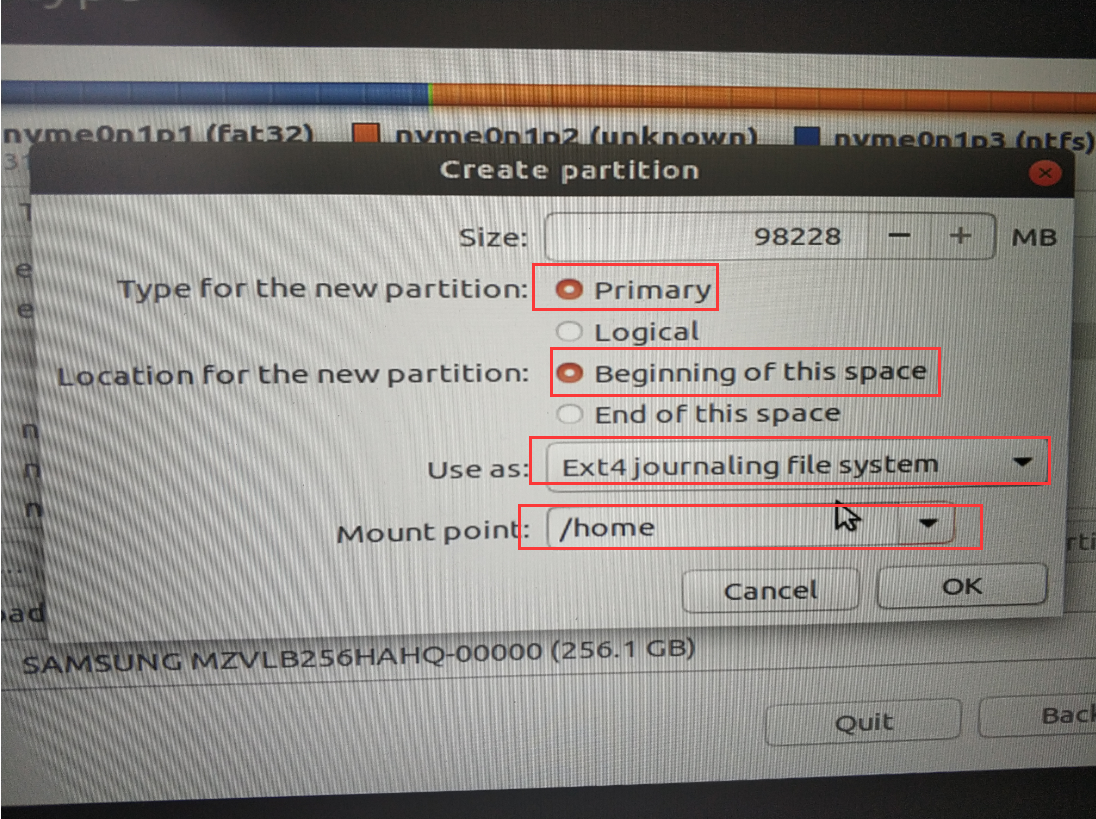 nvme0n1p1 (fat32) nvme0n1p2 (unknown) nvme0n1p3 (ntfs)
Create partition
Size: 98228 MB
Type for the new partition: Primary
Logical
Location for the new partition: Beginning of this space
End of this space
Use as: Ext4 journaling file system
Mount point: /home
Cancel OK
SAMSUNG MZVLB256HAHQ-00000 (256.1 GB)
Quit Back